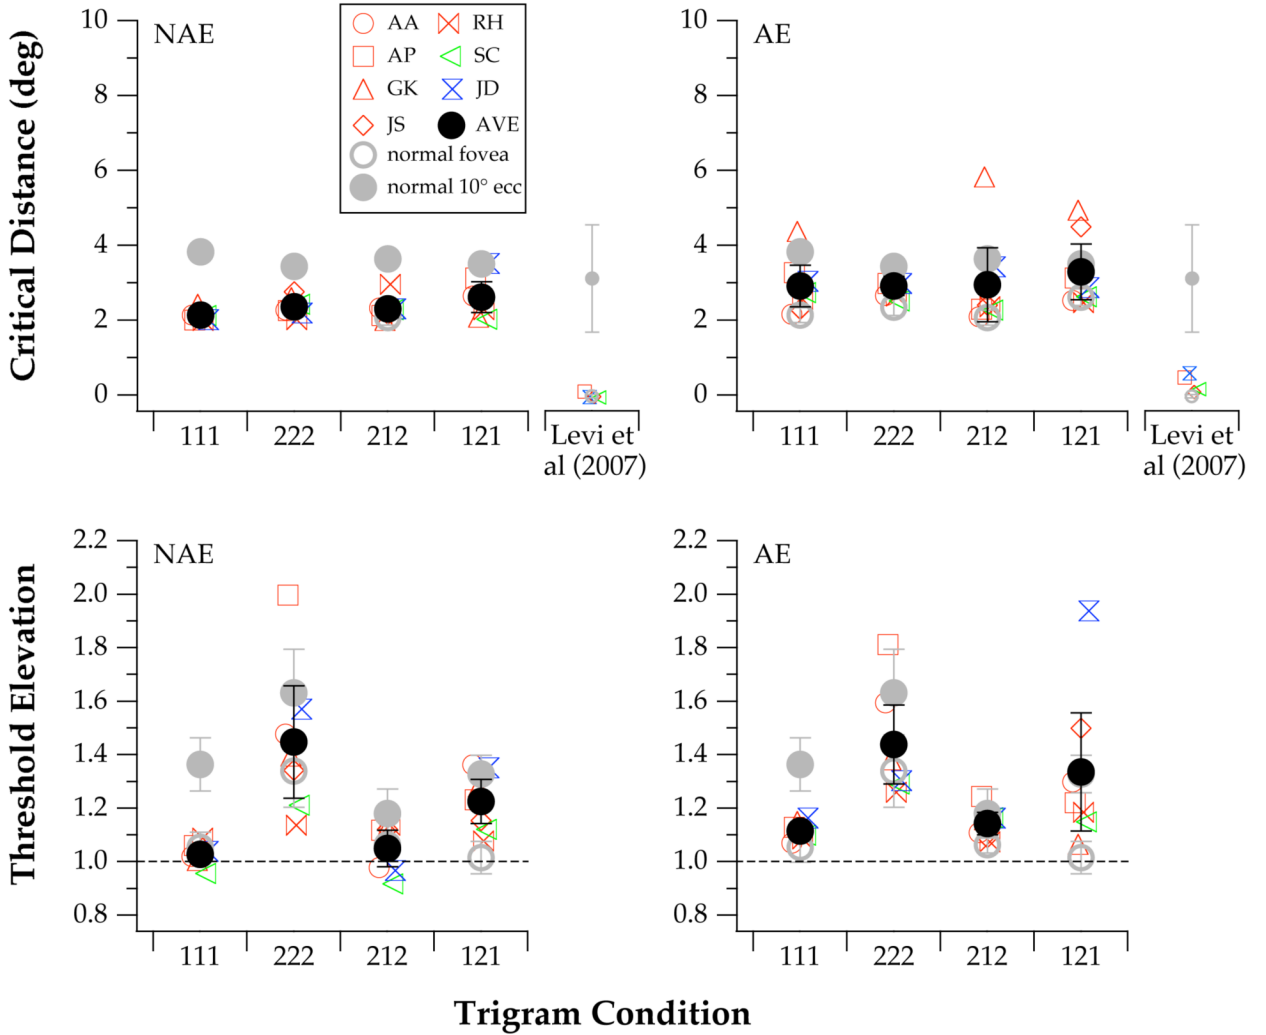 Critical Distance (deg)
10
8
6
4
2
0
NAE
AA
RH
AP
SC
GK
JD
JS
AVE
normal fovea
normal 10° ecc
111
222
212
121
Levi et
al (2007)
10
8
6
4
2
0
AE
111
222
212
121
Levi et
al (2007)
Threshold Elevation
2.2
2.0
1.8
1.6
1.4
1.2
1.0
0.8
NAE
111
222
212
121
2.2
2.0
1.8
1.6
1.4
1.2
1.0
0.8
AE
111
222
212
121
Trigram Condition